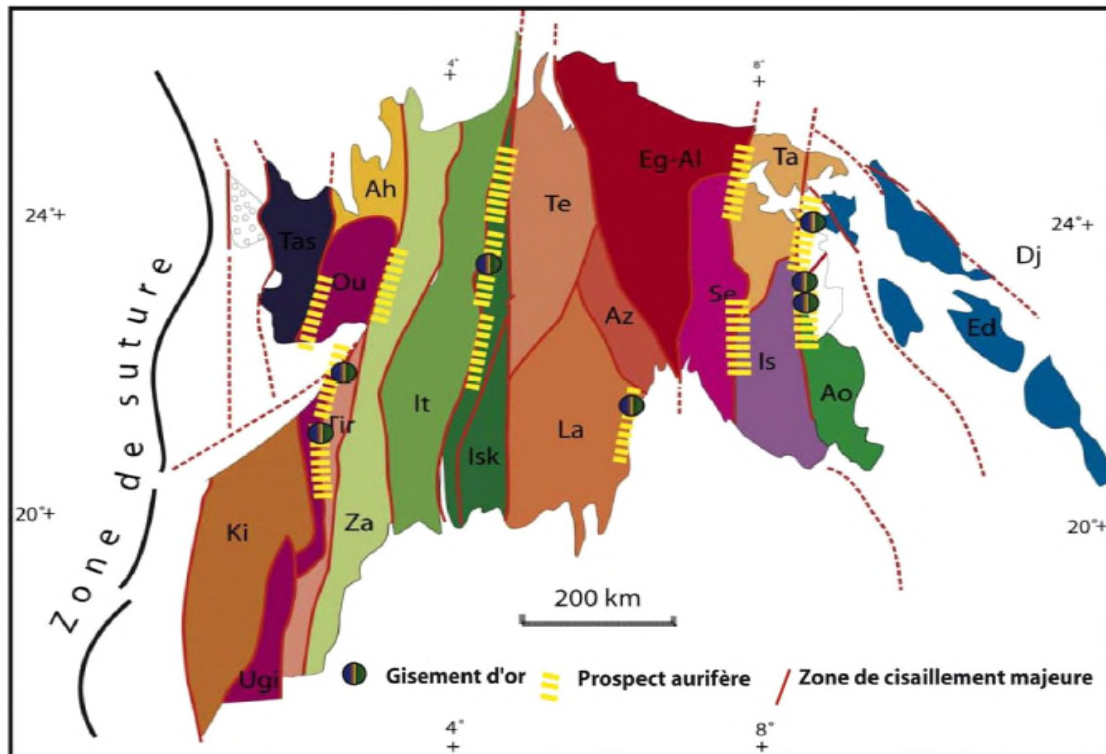 4°
8°
24°+
24°+
Zone de suture
Tas
Ah
Ou
Te
Eg-Al
Ta
Dj
Se
Az
Ed
Is
Ao
It
La
Tir
Isk
20°+
20°+
Ki
Za
200 km
Ugi
Gisement d'or
Prospect aurifère
Zone de cisaillement majeure
4°
8°